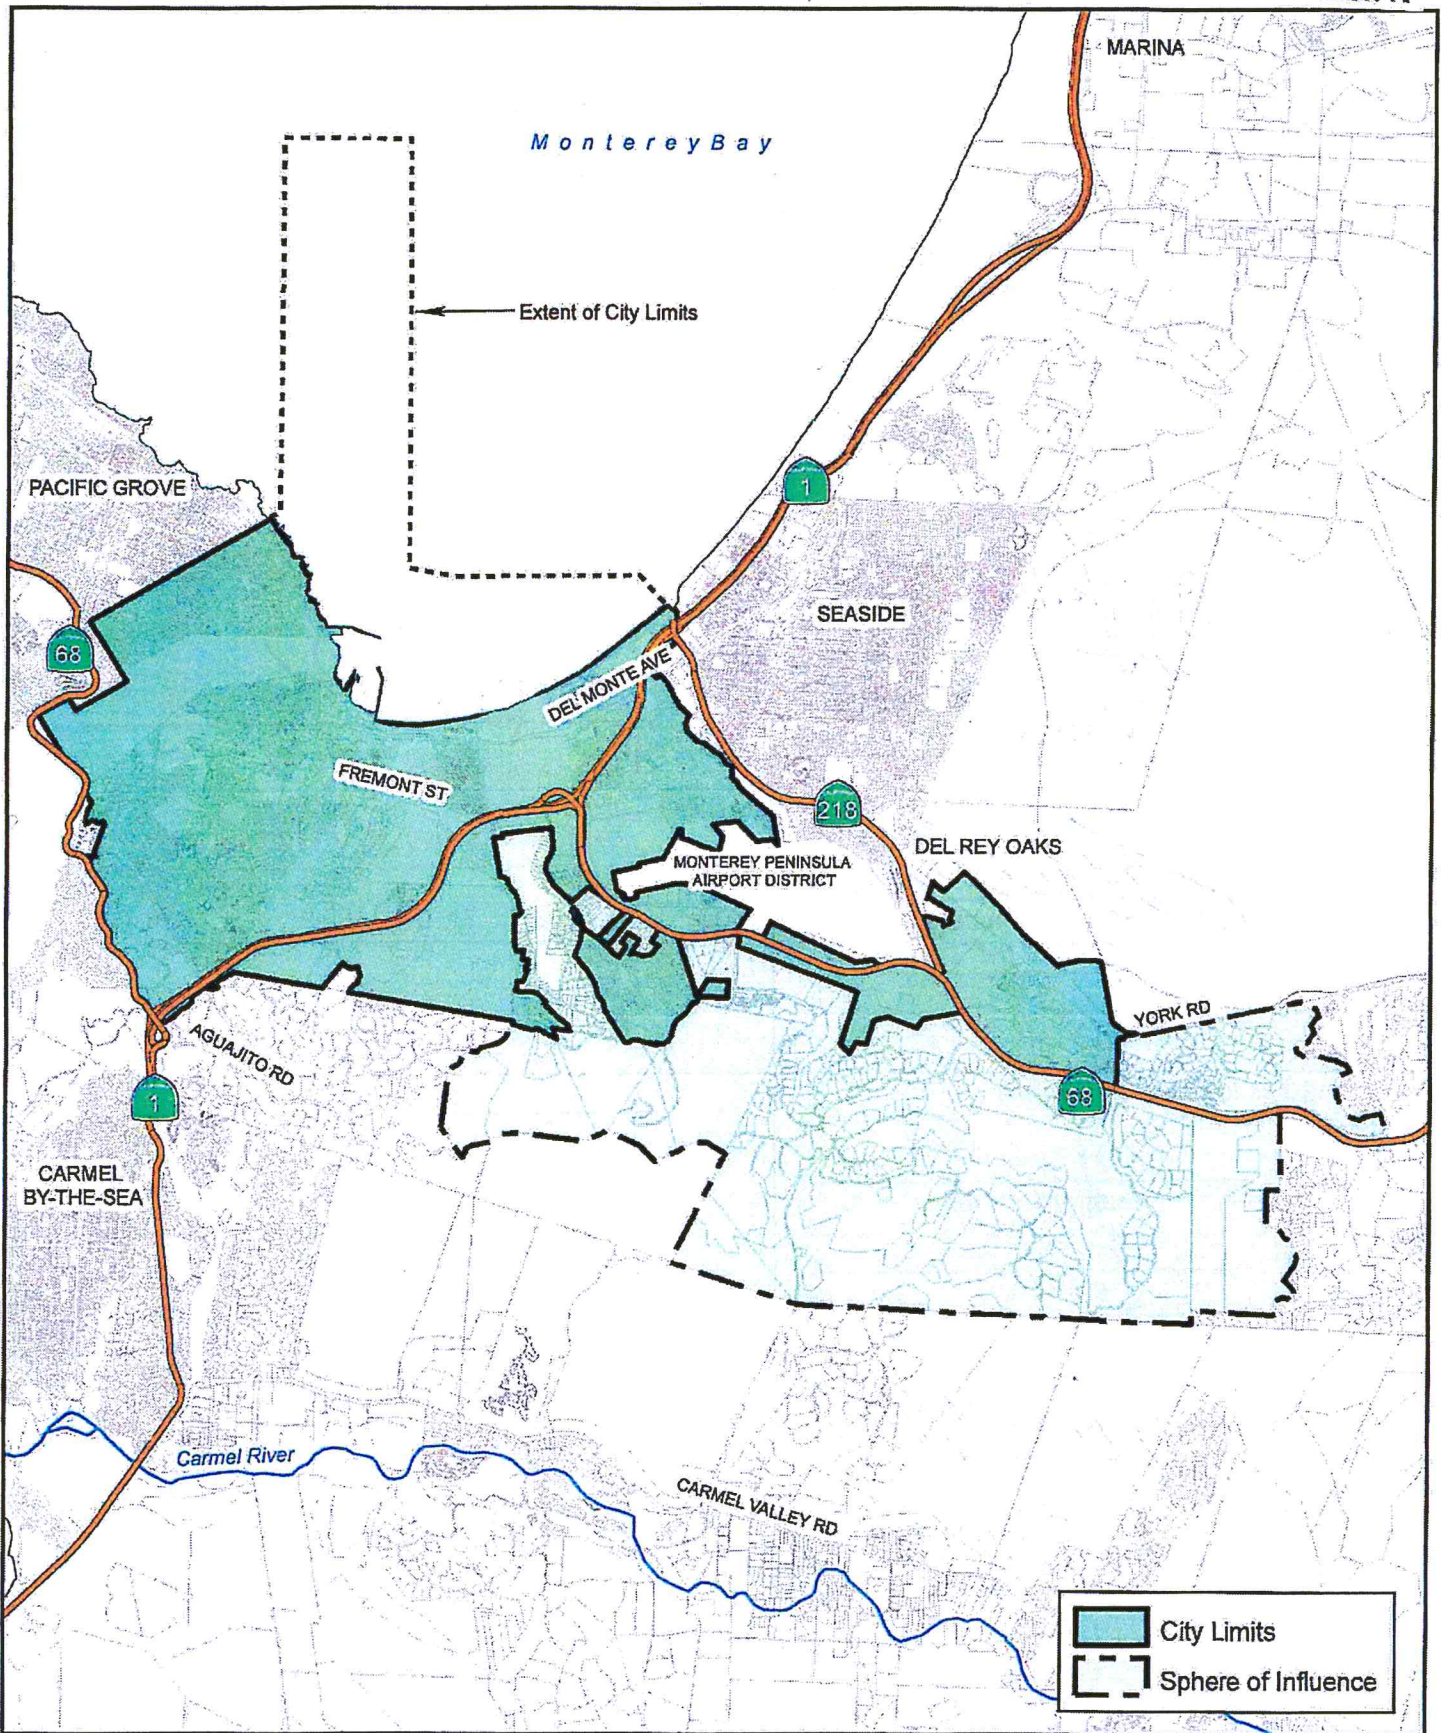 MARINA
Monterey Bay
Extent of City Limits
PACIFIC GROVE
1
SEASIDE
68
DEL MONTE AVE
FREMONT ST
218
DEL REY OAKS
MONTEREY PENINSULA
AIRPORT DISTRICT
YORK RD
AGUAJITO RD
68
1
CARMEL
BY-THE-SEA
Carmel River
CARMEL VALLEY RD
City Limits
Sphere of Influence